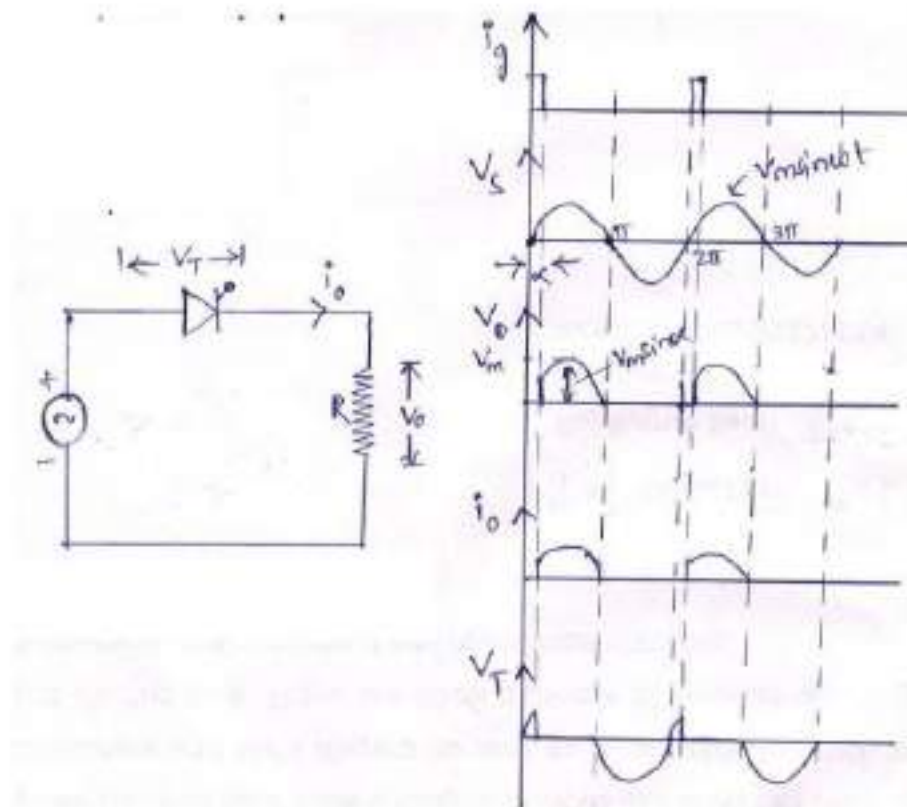 V_T
i_o
+
~
-
R
V_o
i_g
V_s
V_m sin ωt
π
2π
3π
α
V_o
V_m
V_m sin α
i_o
V_T